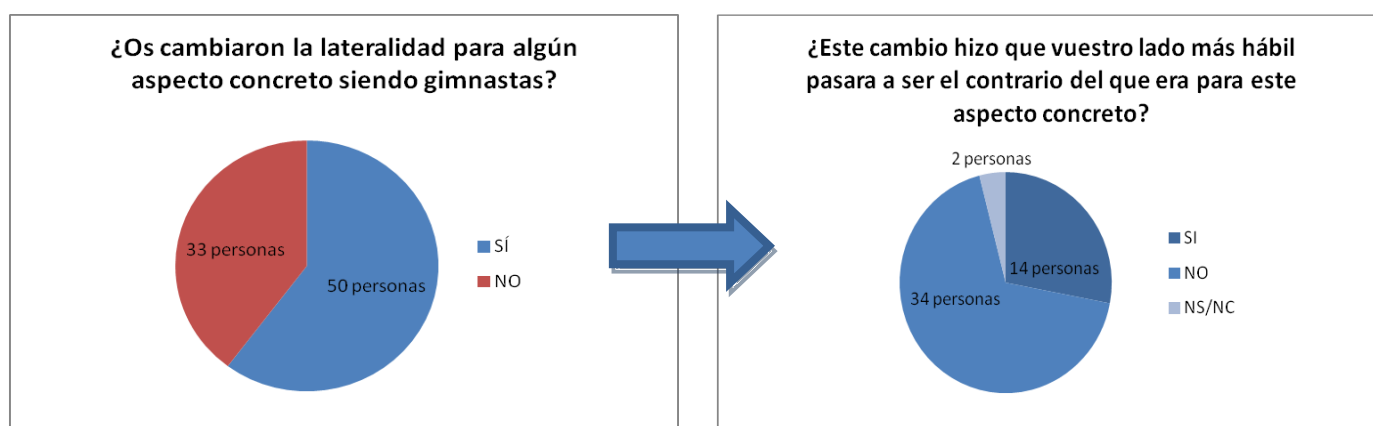 ¿Os cambiaron la lateralidad para algún
aspecto concreto siendo gimnastas?
33 personas
50 personas
SÍ
NO
¿Este cambio hizo que vuestro lado más hábil
pasara a ser el contrario del que era para este
aspecto concreto?
2 personas
14 personas
34 personas
SI
NO
NS/NC